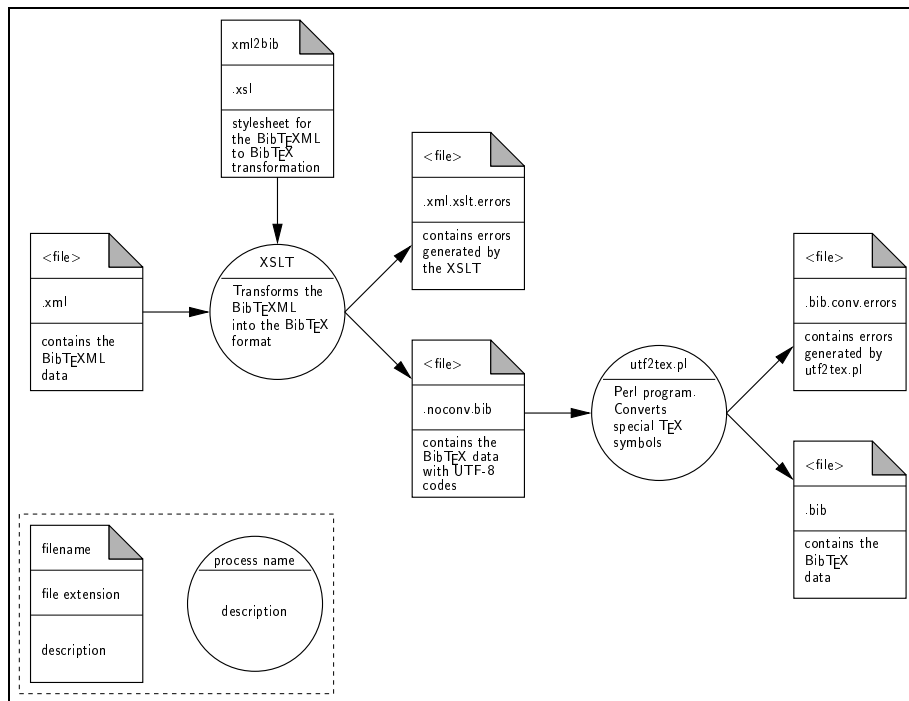 xml2bib
.xsl
stylesheet for
the BibTEXML
to BibTEX
transformation
<file>
.xml.xslt.errors
contains errors
generated by
the XSLT
<file>
.xml
contains the
BibTEXML
data
XSLT
Transforms the
BibTEXML
into the BibTEX
format
<file>
.noconv.bib
contains the
BibTEX data
with UTF-8
codes
utf2tex.pl
Perl program.
Converts
special TEX
symbols
<file>
.bib.conv.errors
contains errors
generated by
utf2tex.pl
<file>
.bib
contains the
BibTEX
data
filename
file extension
description
process name
description